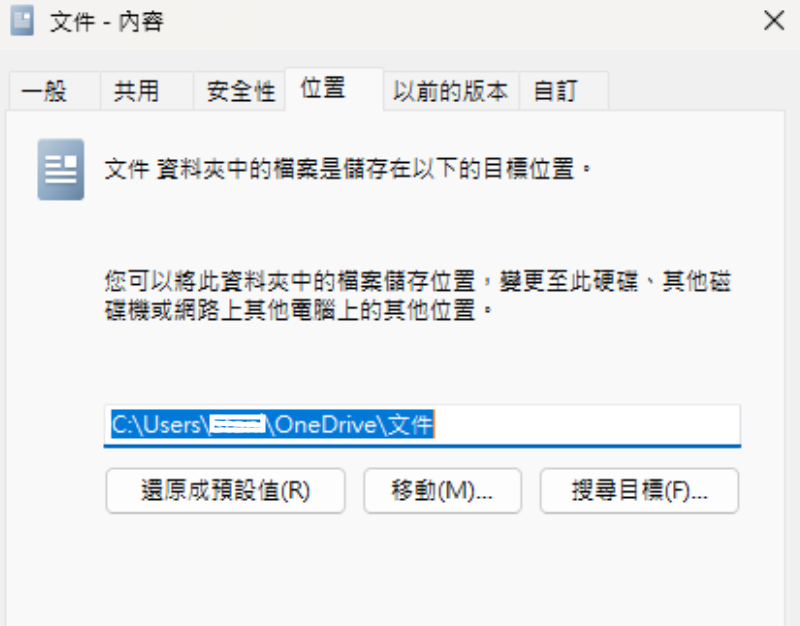 文件 - 內容
一般 共用 安全性 位置 以前的版本 自訂
文件 資料夾中的檔案是儲存在以下的目標位置。
您可以將此資料夾中的檔案儲存位置，變更至此硬碟、其他磁
碟機或網路上其他電腦上的其他位置。
C:\Users\ \OneDrive\文件
還原成預設值(R) 移動(M)... 搜尋目標(F)...